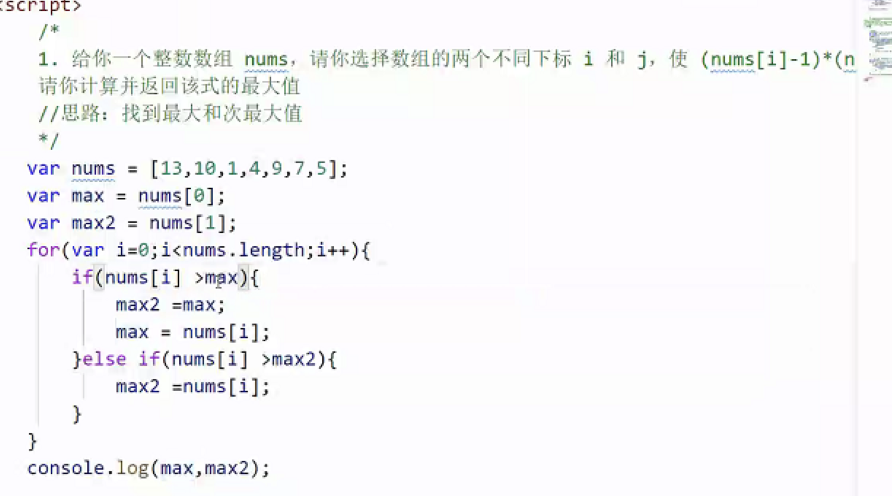 <script>
/*
1. 给你一个整数数组 nums，请你选择数组的两个不同下标 i 和 j，使 (nums[i]-1)*(n
请你计算并返回该式的最大值
//思路：找到最大和次最大值
*/
var nums = [13,10,1,4,9,7,5];
var max = nums[0];
var max2 = nums[1];
for(var i=0;i<nums.length;i++){
if(nums[i] >max){
max2 =max;
max = nums[i];
}else if(nums[i] >max2){
max2 =nums[i];
}
}
console.log(max,max2);